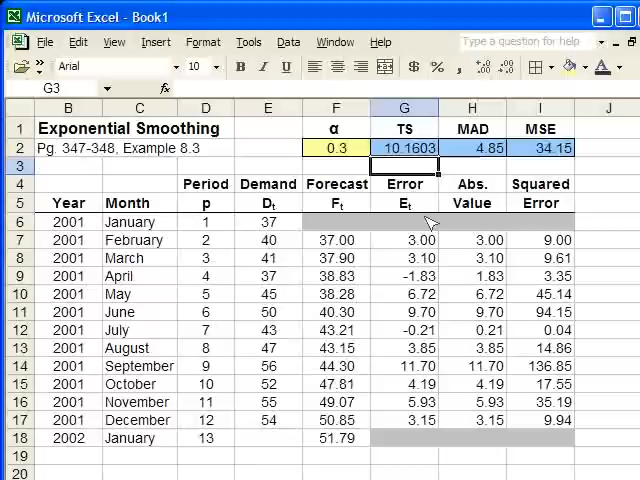 Microsoft Excel - Book1
File Edit View Insert Format Tools Data Window Help Type a question for help
Arial 10 B I U $ % ,
G3 fx
B C D E F G H I J
1 Exponential Smoothing α TS MAD MSE
2 Pg. 347-348, Example 8.3 0.3 10.1603 4.85 34.15
3
4 Period Demand Forecast Error Abs. Squared
5 Year Month p Dt Ft Et Value Error
6 2001 January 1 37
7 2001 February 2 40 37.00 3.00 3.00 9.00
8 2001 March 3 41 37.90 3.10 3.10 9.61
9 2001 April 4 37 38.83 -1.83 1.83 3.35
10 2001 May 5 45 38.28 6.72 6.72 45.14
11 2001 June 6 50 40.30 9.70 9.70 94.15
12 2001 July 7 43 43.21 -0.21 0.21 0.04
13 2001 August 8 47 43.15 3.85 3.85 14.86
14 2001 September 9 56 44.30 11.70 11.70 136.85
15 2001 October 10 52 47.81 4.19 4.19 17.55
16 2001 November 11 55 49.07 5.93 5.93 35.19
17 2001 December 12 54 50.85 3.15 3.15 9.94
18 2002 January 13 51.79
19
20